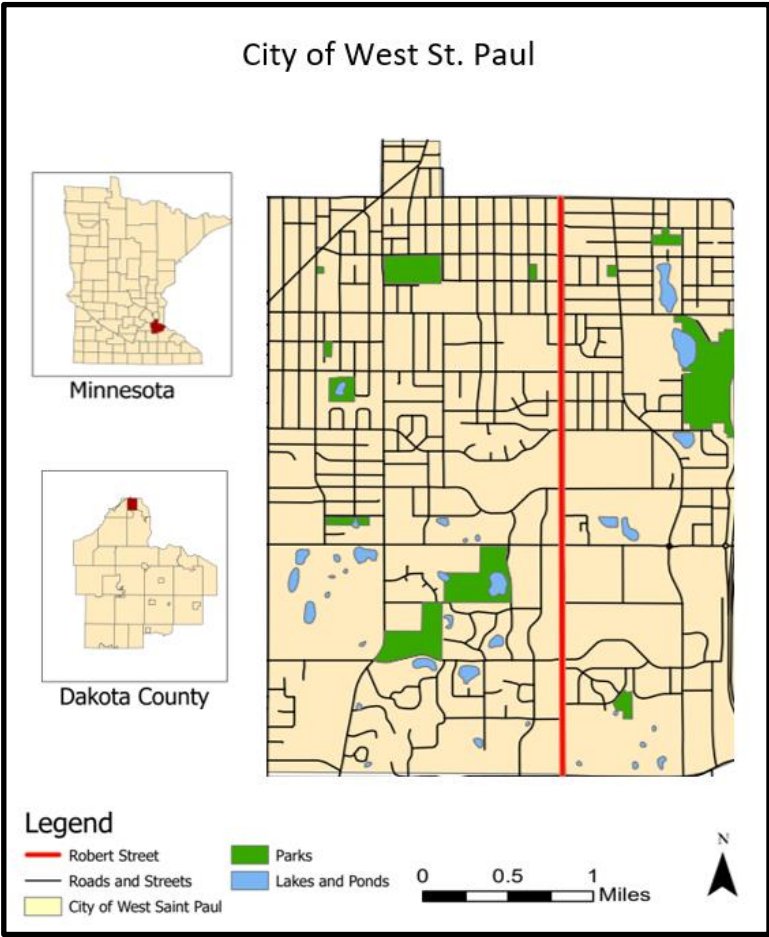 City of West St. Paul
Minnesota
Dakota County
Legend
Robert Street
Roads and Streets
City of West Saint Paul
Parks
Lakes and Ponds
0 0.5 1
Miles
N